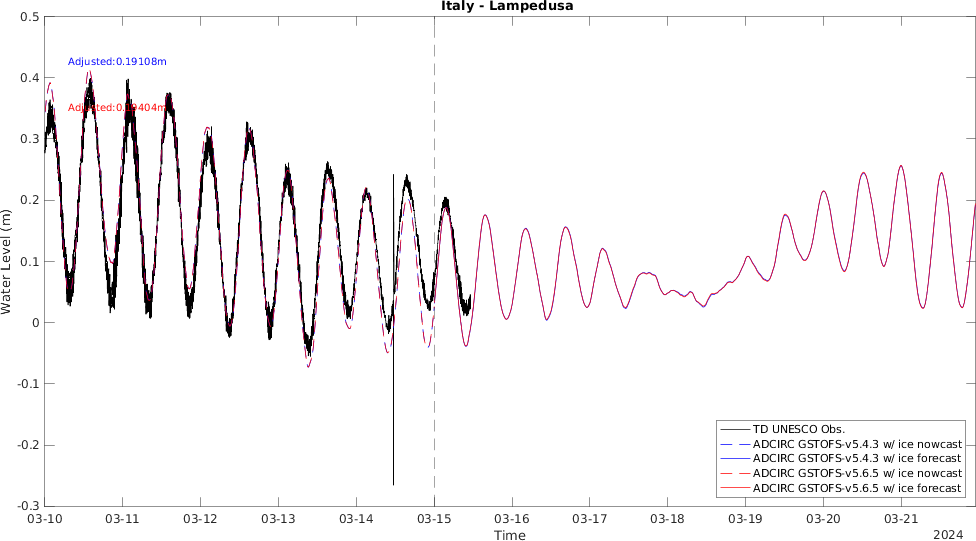 Italy - Lampedusa
Water Level (m)
0.5
0.4
0.3
0.2
0.1
0
-0.1
-0.2
-0.3
Adjusted:0.19108m
Adjusted:0.19404m
TD UNESCO Obs.
ADCIRC GSTOFS-v5.4.3 w/ ice nowcast
ADCIRC GSTOFS-v5.4.3 w/ ice forecast
ADCIRC GSTOFS-v5.6.5 w/ ice nowcast
ADCIRC GSTOFS-v5.6.5 w/ ice forecast
03-10 03-11 03-12 03-13 03-14 03-15 03-16 03-17 03-18 03-19 03-20 03-21
Time
2024